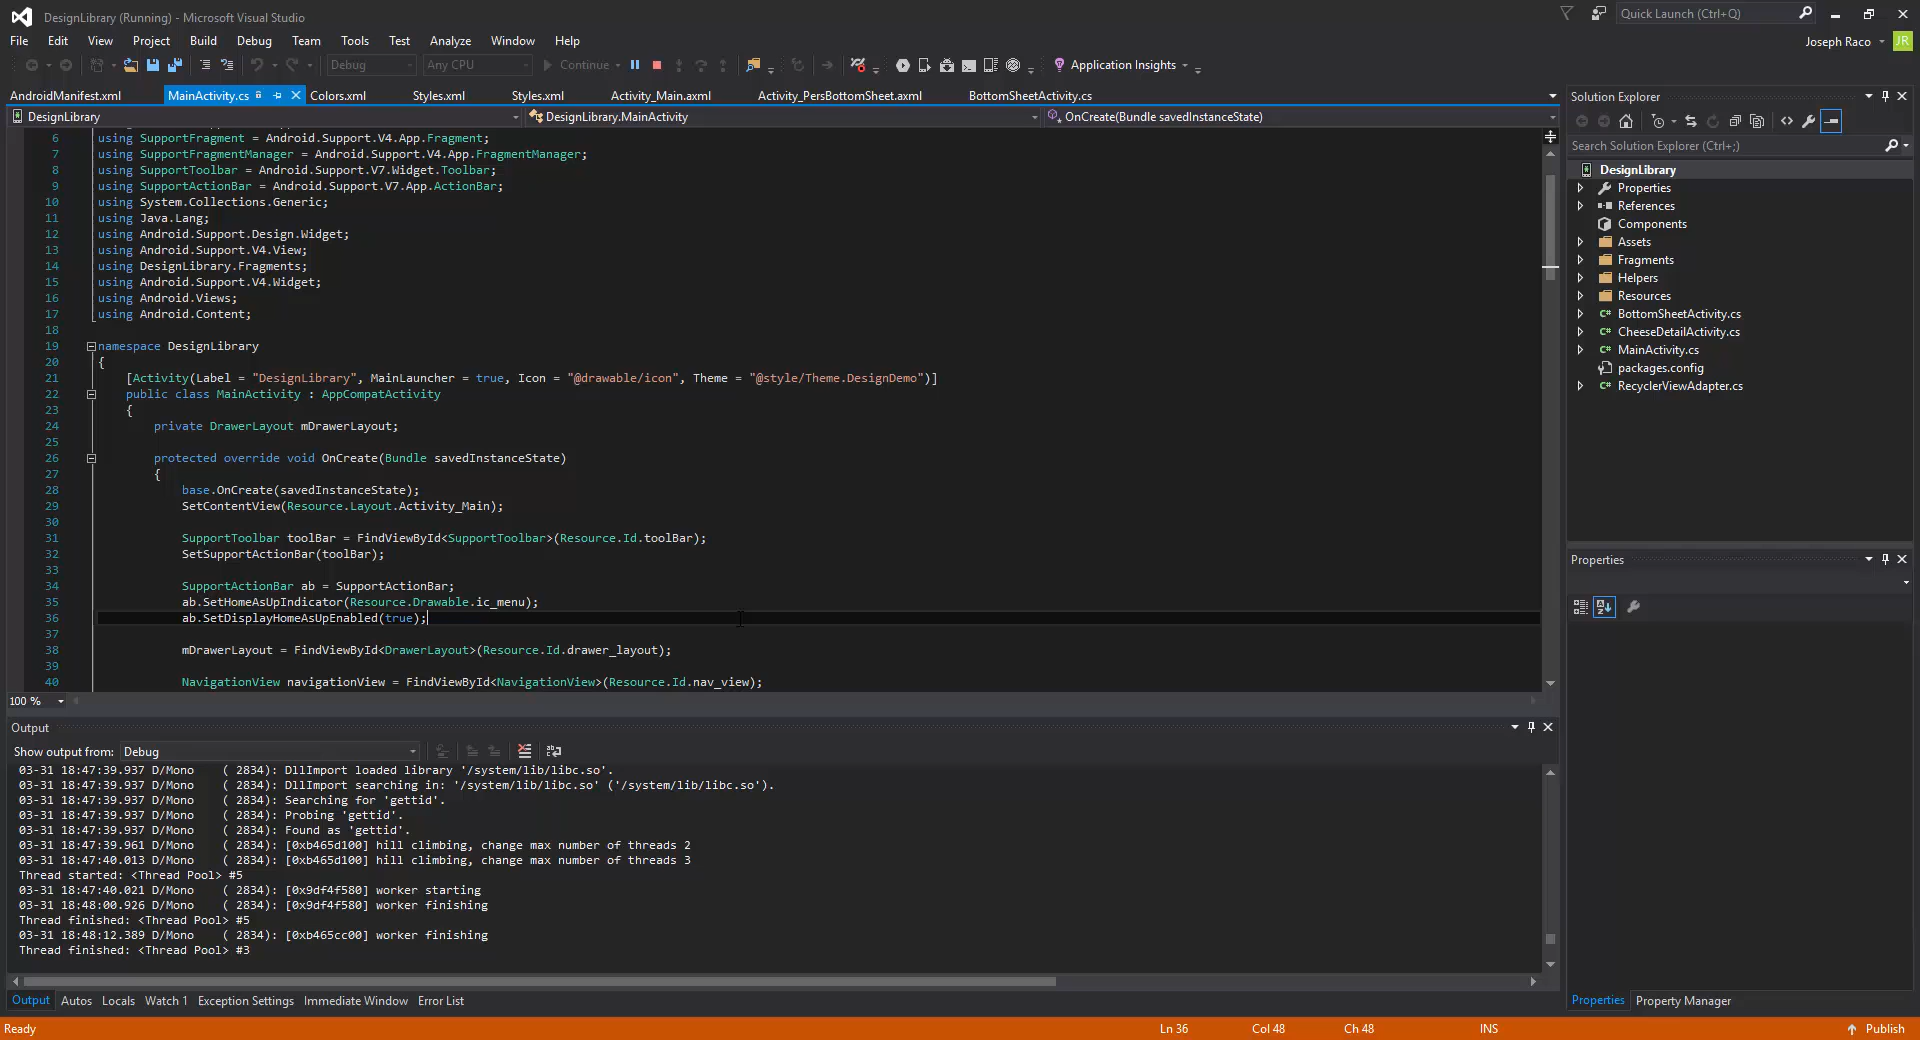 DesignLibrary (Running) - Microsoft Visual Studio
Quick Launch (Ctrl+Q)
File Edit View Project Build Debug Team Tools Test Analyze Window Help
Joseph Raco JR
Debug Any CPU Continue Application Insights
AndroidManifest.xml MainActivity.cs Colors.xml Styles.xml Styles.xml Activity_Main.axml Activity_PersBottomSheet.axml BottomSheetActivity.cs
DesignLibrary DesignLibrary.MainActivity OnCreate(Bundle savedInstanceState)
6 using SupportFragment = Android.Support.V4.App.Fragment;
7 using SupportFragmentManager = Android.Support.V4.App.FragmentManager;
8 using SupportToolbar = Android.Support.V7.Widget.Toolbar;
9 using SupportActionBar = Android.Support.V7.App.ActionBar;
10 using System.Collections.Generic;
11 using Java.Lang;
12 using Android.Support.Design.Widget;
13 using Android.Support.V4.View;
14 using DesignLibrary.Fragments;
15 using Android.Support.V4.Widget;
16 using Android.Views;
17 using Android.Content;
18
19 namespace DesignLibrary
20 {
21 [Activity(Label = "DesignLibrary", MainLauncher = true, Icon = "@drawable/icon", Theme = "@style/Theme.DesignDemo")]
22 public class MainActivity : AppCompatActivity
23 {
24 private DrawerLayout mDrawerLayout;
25
26 protected override void OnCreate(Bundle savedInstanceState)
27 {
28 base.OnCreate(savedInstanceState);
29 SetContentView(Resource.Layout.Activity_Main);
30
31 SupportToolbar toolBar = FindViewById<SupportToolbar>(Resource.Id.toolBar);
32 SetSupportActionBar(toolBar);
33
34 SupportActionBar ab = SupportActionBar;
35 ab.SetHomeAsUpIndicator(Resource.Drawable.ic_menu);
36 ab.SetDisplayHomeAsUpEnabled(true);
37
38 mDrawerLayout = FindViewById<DrawerLayout>(Resource.Id.drawer_layout);
39
40 NavigationView navigationView = FindViewById<NavigationView>(Resource.Id.nav_view);
100 %
Output
Show output from: Debug
03-31 18:47:39.937 D/Mono ( 2834): DllImport loaded library '/system/lib/libc.so'.
03-31 18:47:39.937 D/Mono ( 2834): DllImport searching in: '/system/lib/libc.so' ('/system/lib/libc.so').
03-31 18:47:39.937 D/Mono ( 2834): Searching for 'gettid'.
03-31 18:47:39.937 D/Mono ( 2834): Probing 'gettid'.
03-31 18:47:39.937 D/Mono ( 2834): Found as 'gettid'.
03-31 18:47:39.961 D/Mono ( 2834): [0xb465d100] hill climbing, change max number of threads 2
03-31 18:47:40.013 D/Mono ( 2834): [0xb465d100] hill climbing, change max number of threads 3
Thread started: <Thread Pool> #5
03-31 18:47:40.021 D/Mono ( 2834): [0x9df4f580] worker starting
03-31 18:48:00.926 D/Mono ( 2834): [0x9df4f580] worker finishing
Thread finished: <Thread Pool> #5
03-31 18:48:12.389 D/Mono ( 2834): [0xb465cc00] worker finishing
Thread finished: <Thread Pool> #3
Output Autos Locals Watch 1 Exception Settings Immediate Window Error List
Solution Explorer
Search Solution Explorer (Ctrl+;)
DesignLibrary
Properties
References
Components
Assets
Fragments
Helpers
Resources
BottomSheetActivity.cs
CheeseDetailActivity.cs
MainActivity.cs
packages.config
RecyclerViewAdapter.cs
Properties
Properties Property Manager
Ready Ln 36 Col 48 Ch 48 INS Publish